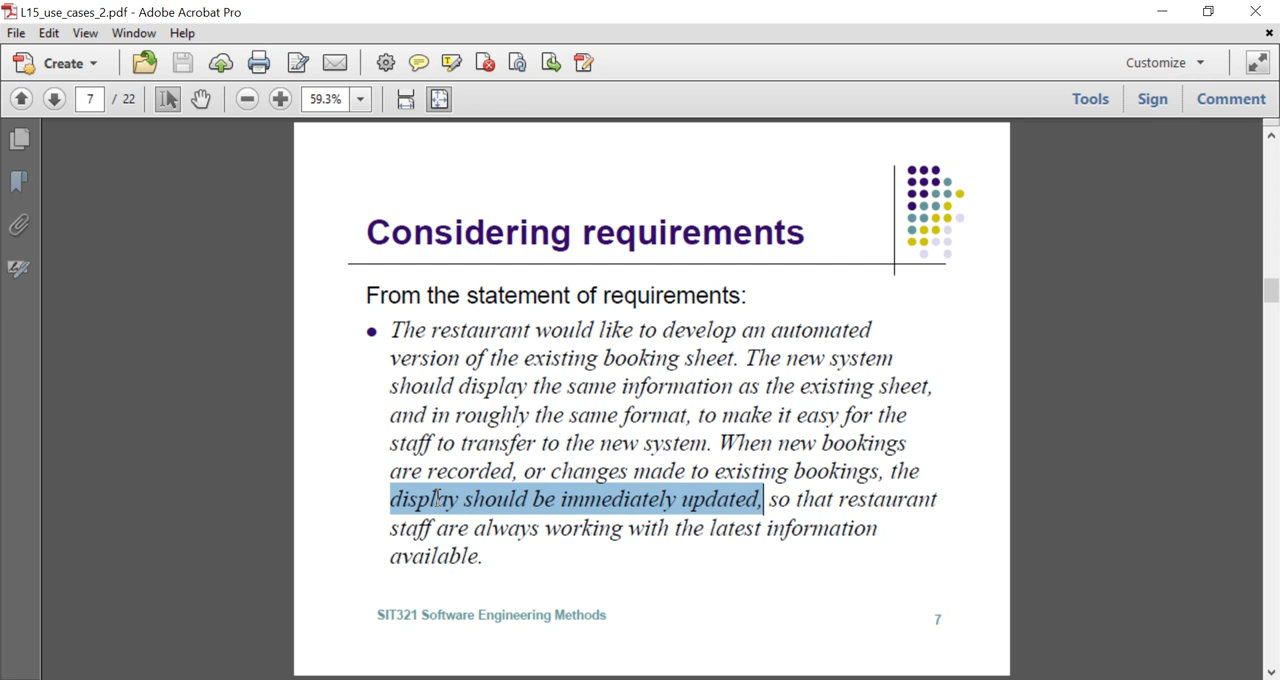 L15_use_cases_2.pdf - Adobe Acrobat Pro
File Edit View Window Help
Create
Customize
7 / 22
59.3%
Tools Sign Comment
Considering requirements
From the statement of requirements:
The restaurant would like to develop an automated
version of the existing booking sheet. The new system
should display the same information as the existing sheet,
and in roughly the same format, to make it easy for the
staff to transfer to the new system. When new bookings
are recorded, or changes made to existing bookings, the
display should be immediately updated, so that restaurant
staff are always working with the latest information
available.
SIT321 Software Engineering Methods
7